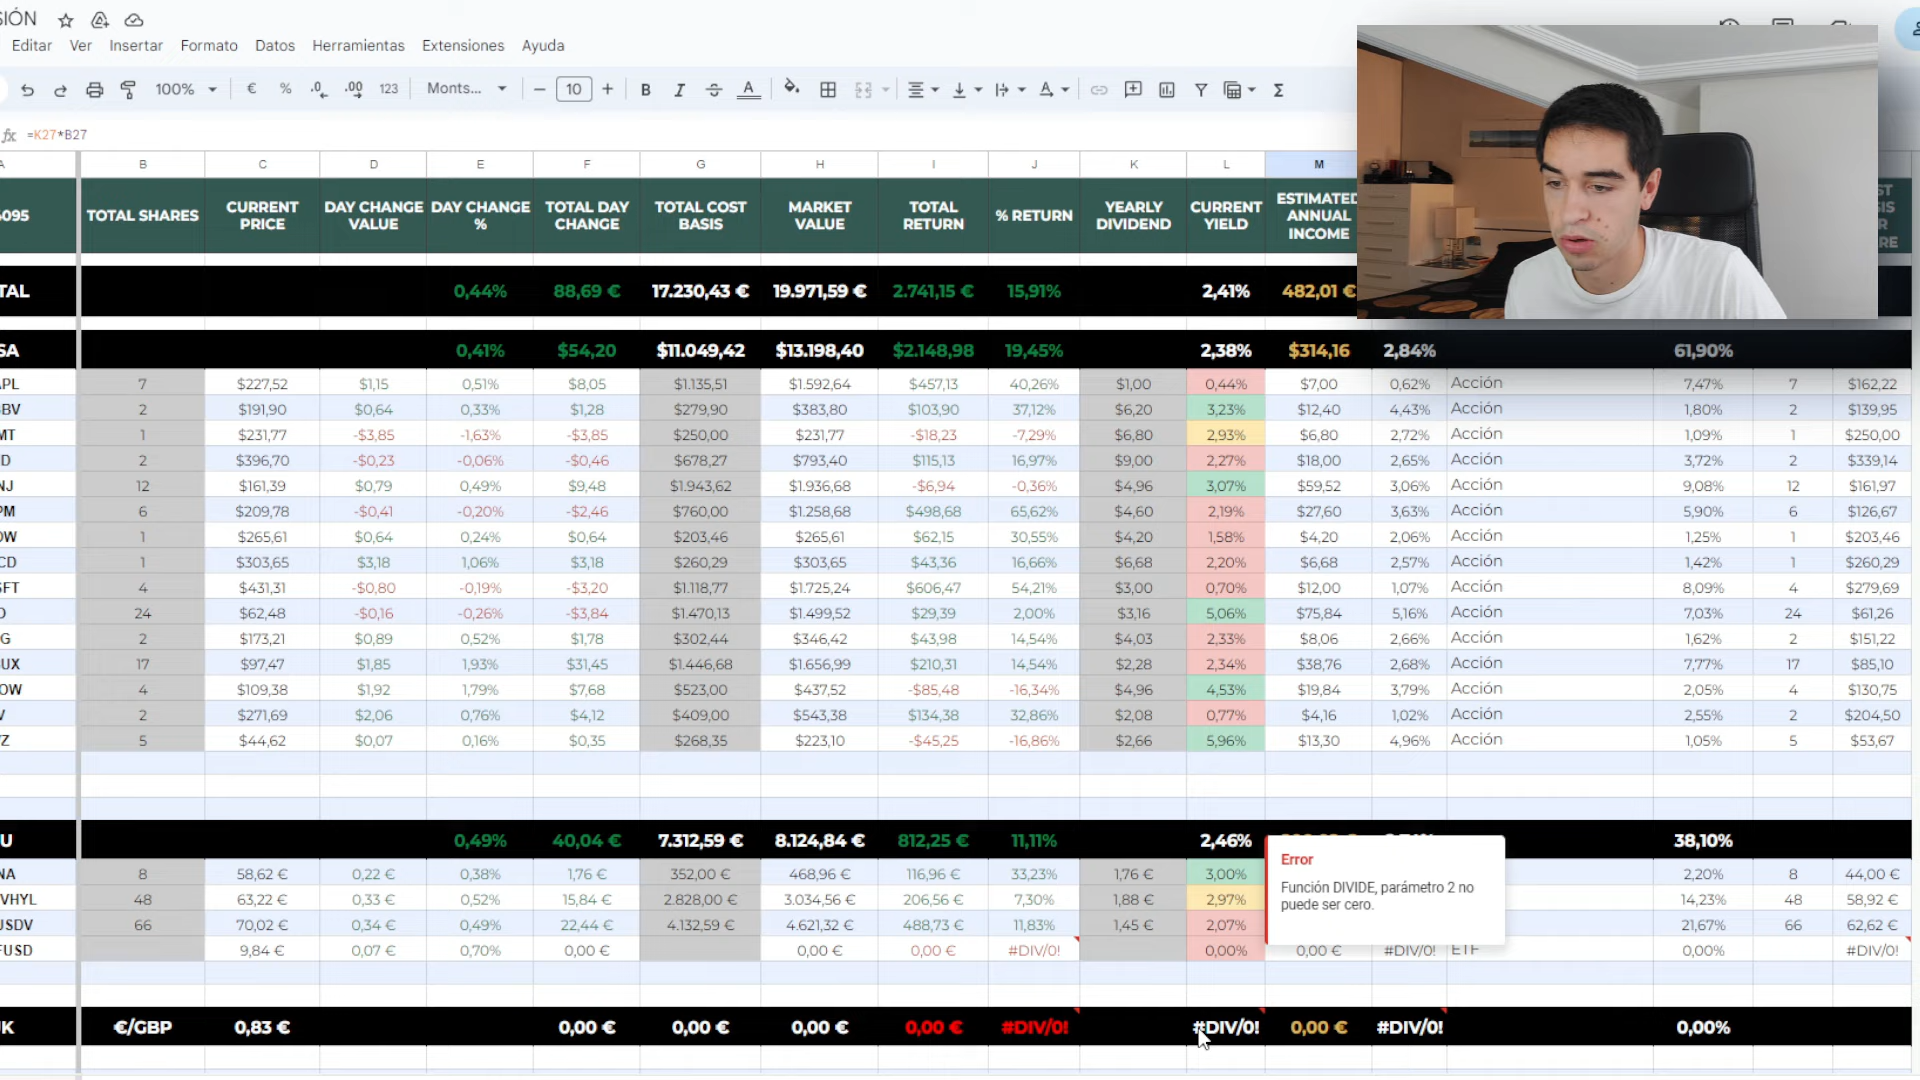 SIÓN
Editar Ver Insertar Formato Datos Herramientas Extensiones Ayuda
100% € % .0 .00 123 Monts... 10 B I A
fx =K27*B27
A B C D E F G H I J K L M
6095 TOTAL SHARES CURRENT PRICE DAY CHANGE VALUE DAY CHANGE % TOTAL DAY CHANGE TOTAL COST BASIS MARKET VALUE TOTAL RETURN % RETURN YEARLY DIVIDEND CURRENT YIELD ESTIMATED ANNUAL INCOME
TAL 0,44% 88,69 € 17.230,43 € 19.971,59 € 2.741,15 € 15,91% 2,41% 482,01 €
SA 0,41% $54,20 $11.049,42 $13.198,40 $2.148,98 19,45% 2,38% $314,16 2,84% 61,90%
PL 7 $227,52 $1,15 0,51% $8,05 $1.135,51 $1.592,64 $457,13 40,26% $1,00 0,44% $7,00 0,62% Acción 7,47% 7 $162,22
BV 2 $191,90 $0,64 0,33% $1,28 $279,90 $383,80 $103,90 37,12% $6,20 3,23% $12,40 4,43% Acción 1,80% 2 $139,95
MT 1 $231,77 -$3,85 -1,63% -$3,85 $250,00 $231,77 -$18,23 -7,29% $6,80 2,93% $6,80 2,72% Acción 1,09% 1 $250,00
D 2 $396,70 -$0,23 -0,06% -$0,46 $678,27 $793,40 $115,13 16,97% $9,00 2,27% $18,00 2,65% Acción 3,72% 2 $339,14
NJ 12 $161,39 $0,79 0,49% $9,48 $1.943,62 $1.936,68 -$6,94 -0,36% $4,96 3,07% $59,52 3,06% Acción 9,08% 12 $161,97
PM 6 $209,78 -$0,41 -0,20% -$2,46 $760,00 $1.258,68 $498,68 65,62% $4,60 2,19% $27,60 3,63% Acción 5,90% 6 $126,67
OW 1 $265,61 $0,64 0,24% $0,64 $203,46 $265,61 $62,15 30,55% $4,20 1,58% $4,20 2,06% Acción 1,25% 1 $203,46
CD 1 $303,65 $3,18 1,06% $3,18 $260,29 $303,65 $43,36 16,66% $6,68 2,20% $6,68 2,57% Acción 1,42% 1 $260,29
SFT 4 $431,31 -$0,80 -0,19% -$3,20 $1.118,77 $1.725,24 $606,47 54,21% $3,00 0,70% $12,00 1,07% Acción 8,09% 4 $279,69
O 24 $62,48 -$0,16 -0,26% -$3,84 $1.470,13 $1.499,52 $29,39 2,00% $3,16 5,06% $75,84 5,16% Acción 7,03% 24 $61,26
G 2 $173,21 $0,89 0,52% $1,78 $302,44 $346,42 $43,98 14,54% $4,03 2,33% $8,06 2,66% Acción 1,62% 2 $151,22
UX 17 $97,47 $1,85 1,93% $31,45 $1.446,68 $1.656,99 $210,31 14,54% $2,28 2,34% $38,76 2,68% Acción 7,77% 17 $85,10
OW 4 $109,38 $1,92 1,79% $7,68 $523,00 $437,52 -$85,48 -16,34% $4,96 4,53% $19,84 3,79% Acción 2,05% 4 $130,75
V 2 $271,69 $2,06 0,76% $4,12 $409,00 $543,38 $134,38 32,86% $2,08 0,77% $4,16 1,02% Acción 2,55% 2 $204,50
Z 5 $44,62 $0,07 0,16% $0,35 $268,35 $223,10 -$45,25 -16,86% $2,66 5,96% $13,30 4,96% Acción 1,05% 5 $53,67
U 0,49% 40,04 € 7.312,59 € 8.124,84 € 812,25 € 11,11% 2,46% 38,10%
NA 8 58,62 € 0,22 € 0,38% 1,76 € 352,00 € 468,96 € 116,96 € 33,23% 1,76 € 3,00% 2,20% 8 44,00 €
VHYL 48 63,22 € 0,33 € 0,52% 15,84 € 2.828,00 € 3.034,56 € 206,56 € 7,30% 1,88 € 2,97% 14,23% 48 58,92 €
USDV 66 70,02 € 0,34 € 0,49% 22,44 € 4.132,59 € 4.621,32 € 488,73 € 11,83% 1,45 € 2,07% 21,67% 66 62,62 €
FUSD 9,84 € 0,07 € 0,70% 0,00 € 0,00 € 0,00 € #DIV/0! 0,00% 0,00 € #DIV/0! ETF 0,00% #DIV/0!
Error
Función DIVIDE, parámetro 2 no
puede ser cero.
K €/GBP 0,83 € 0,00 € 0,00 € 0,00 € 0,00 € #DIV/0! #DIV/0! 0,00 € #DIV/0! 0,00%